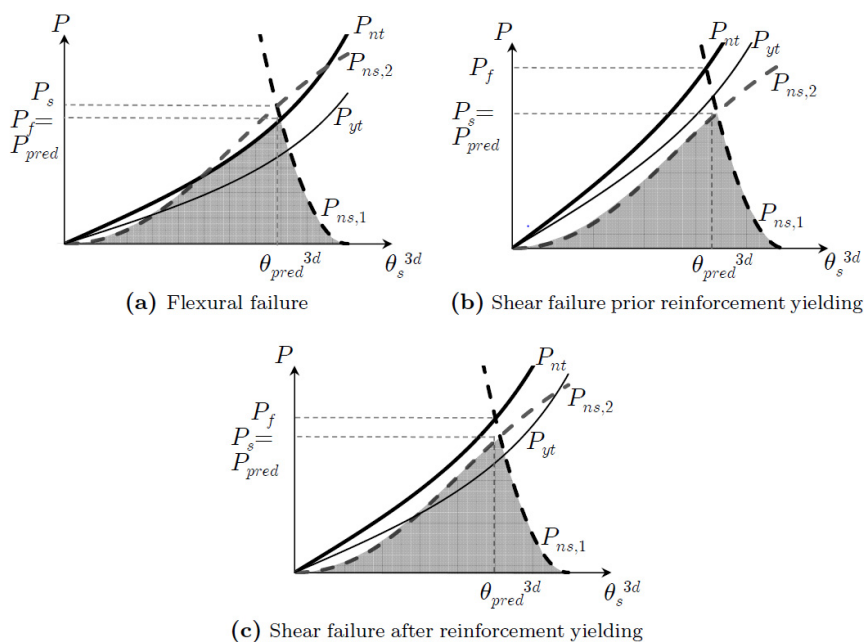 P
P_nt
P_ns,2
P_s
P_f=
P_pred
P_yt
P_ns,1
θ_pred^3d
θ_s^3d
(a) Flexural failure
P
P_nt
P_yt
P_f
P_ns,2
P_s=
P_pred
P_ns,1
θ_pred^3d
θ_s^3d
(b) Shear failure prior reinforcement yielding
P
P_nt
P_f
P_ns,2
P_s=
P_pred
P_yt
P_ns,1
θ_pred^3d
θ_s^3d
(c) Shear failure after reinforcement yielding